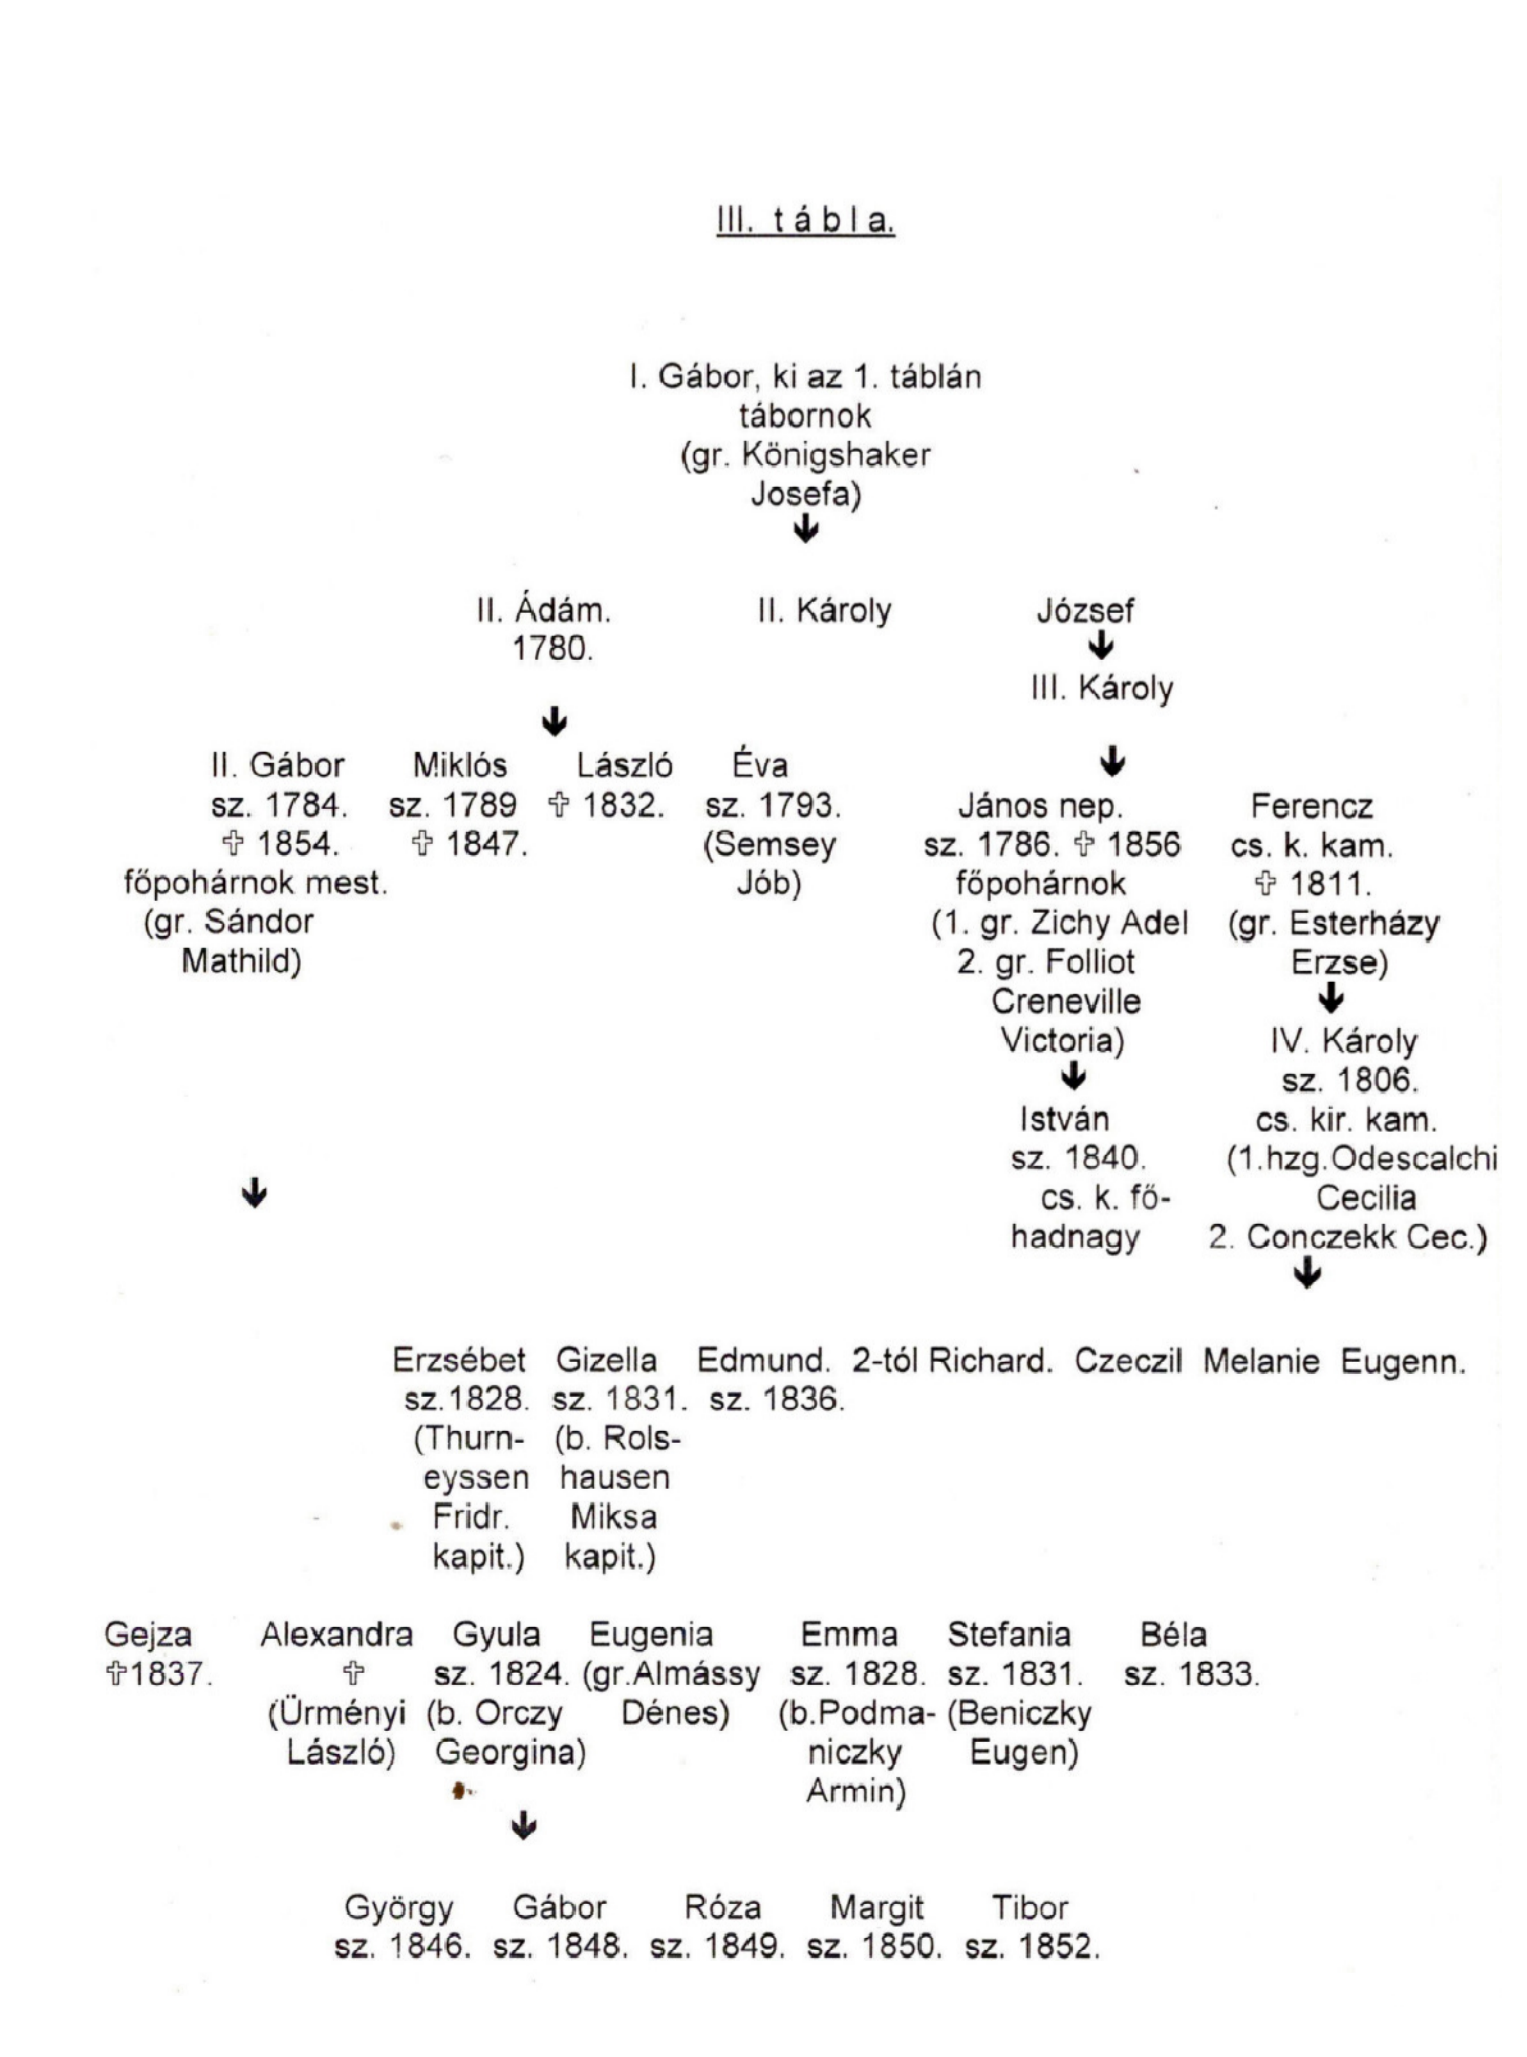 III. tábla.
I. Gábor, ki az 1. táblán
tábornok
(gr. Königshaker
Josefa)
II. Ádám. II. Károly József
1780.
III. Károly
II. Gábor Miklós László Éva
sz. 1784. sz. 1789 ✞ 1832. sz. 1793. János nep. Ferencz
✞ 1854. ✞ 1847. (Semsey sz. 1786. ✞ 1856 cs. k. kam.
főpohárnok mest. Jób) főpohárnok ✞ 1811.
(gr. Sándor (1. gr. Zichy Adel (gr. Esterházy
Mathild) 2. gr. Folliot Erzse)
Creneville
Victoria) IV. Károly
sz. 1806.
István cs. kir. kam.
sz. 1840. (1.hzg.Odescalchi
cs. k. fő- Cecilia
hadnagy 2. Conczekk Cec.)
Erzsébet Gizella Edmund. 2-tól Richard. Czeczil Melanie Eugenn.
sz.1828. sz. 1831. sz. 1836.
(Thurn- (b. Rols-
eyssen hausen
Fridr. Miksa
kapit.) kapit.)
Gejza Alexandra Gyula Eugenia Emma Stefania Béla
✞1837. ✞ sz. 1824. (gr.Almássy sz. 1828. sz. 1831. sz. 1833.
(Ürményi (b. Orczy Dénes) (b.Podma- (Beniczky
László) Georgina) niczky Eugen)
Armin)
György Gábor Róza Margit Tibor
sz. 1846. sz. 1848. sz. 1849. sz. 1850. sz. 1852.